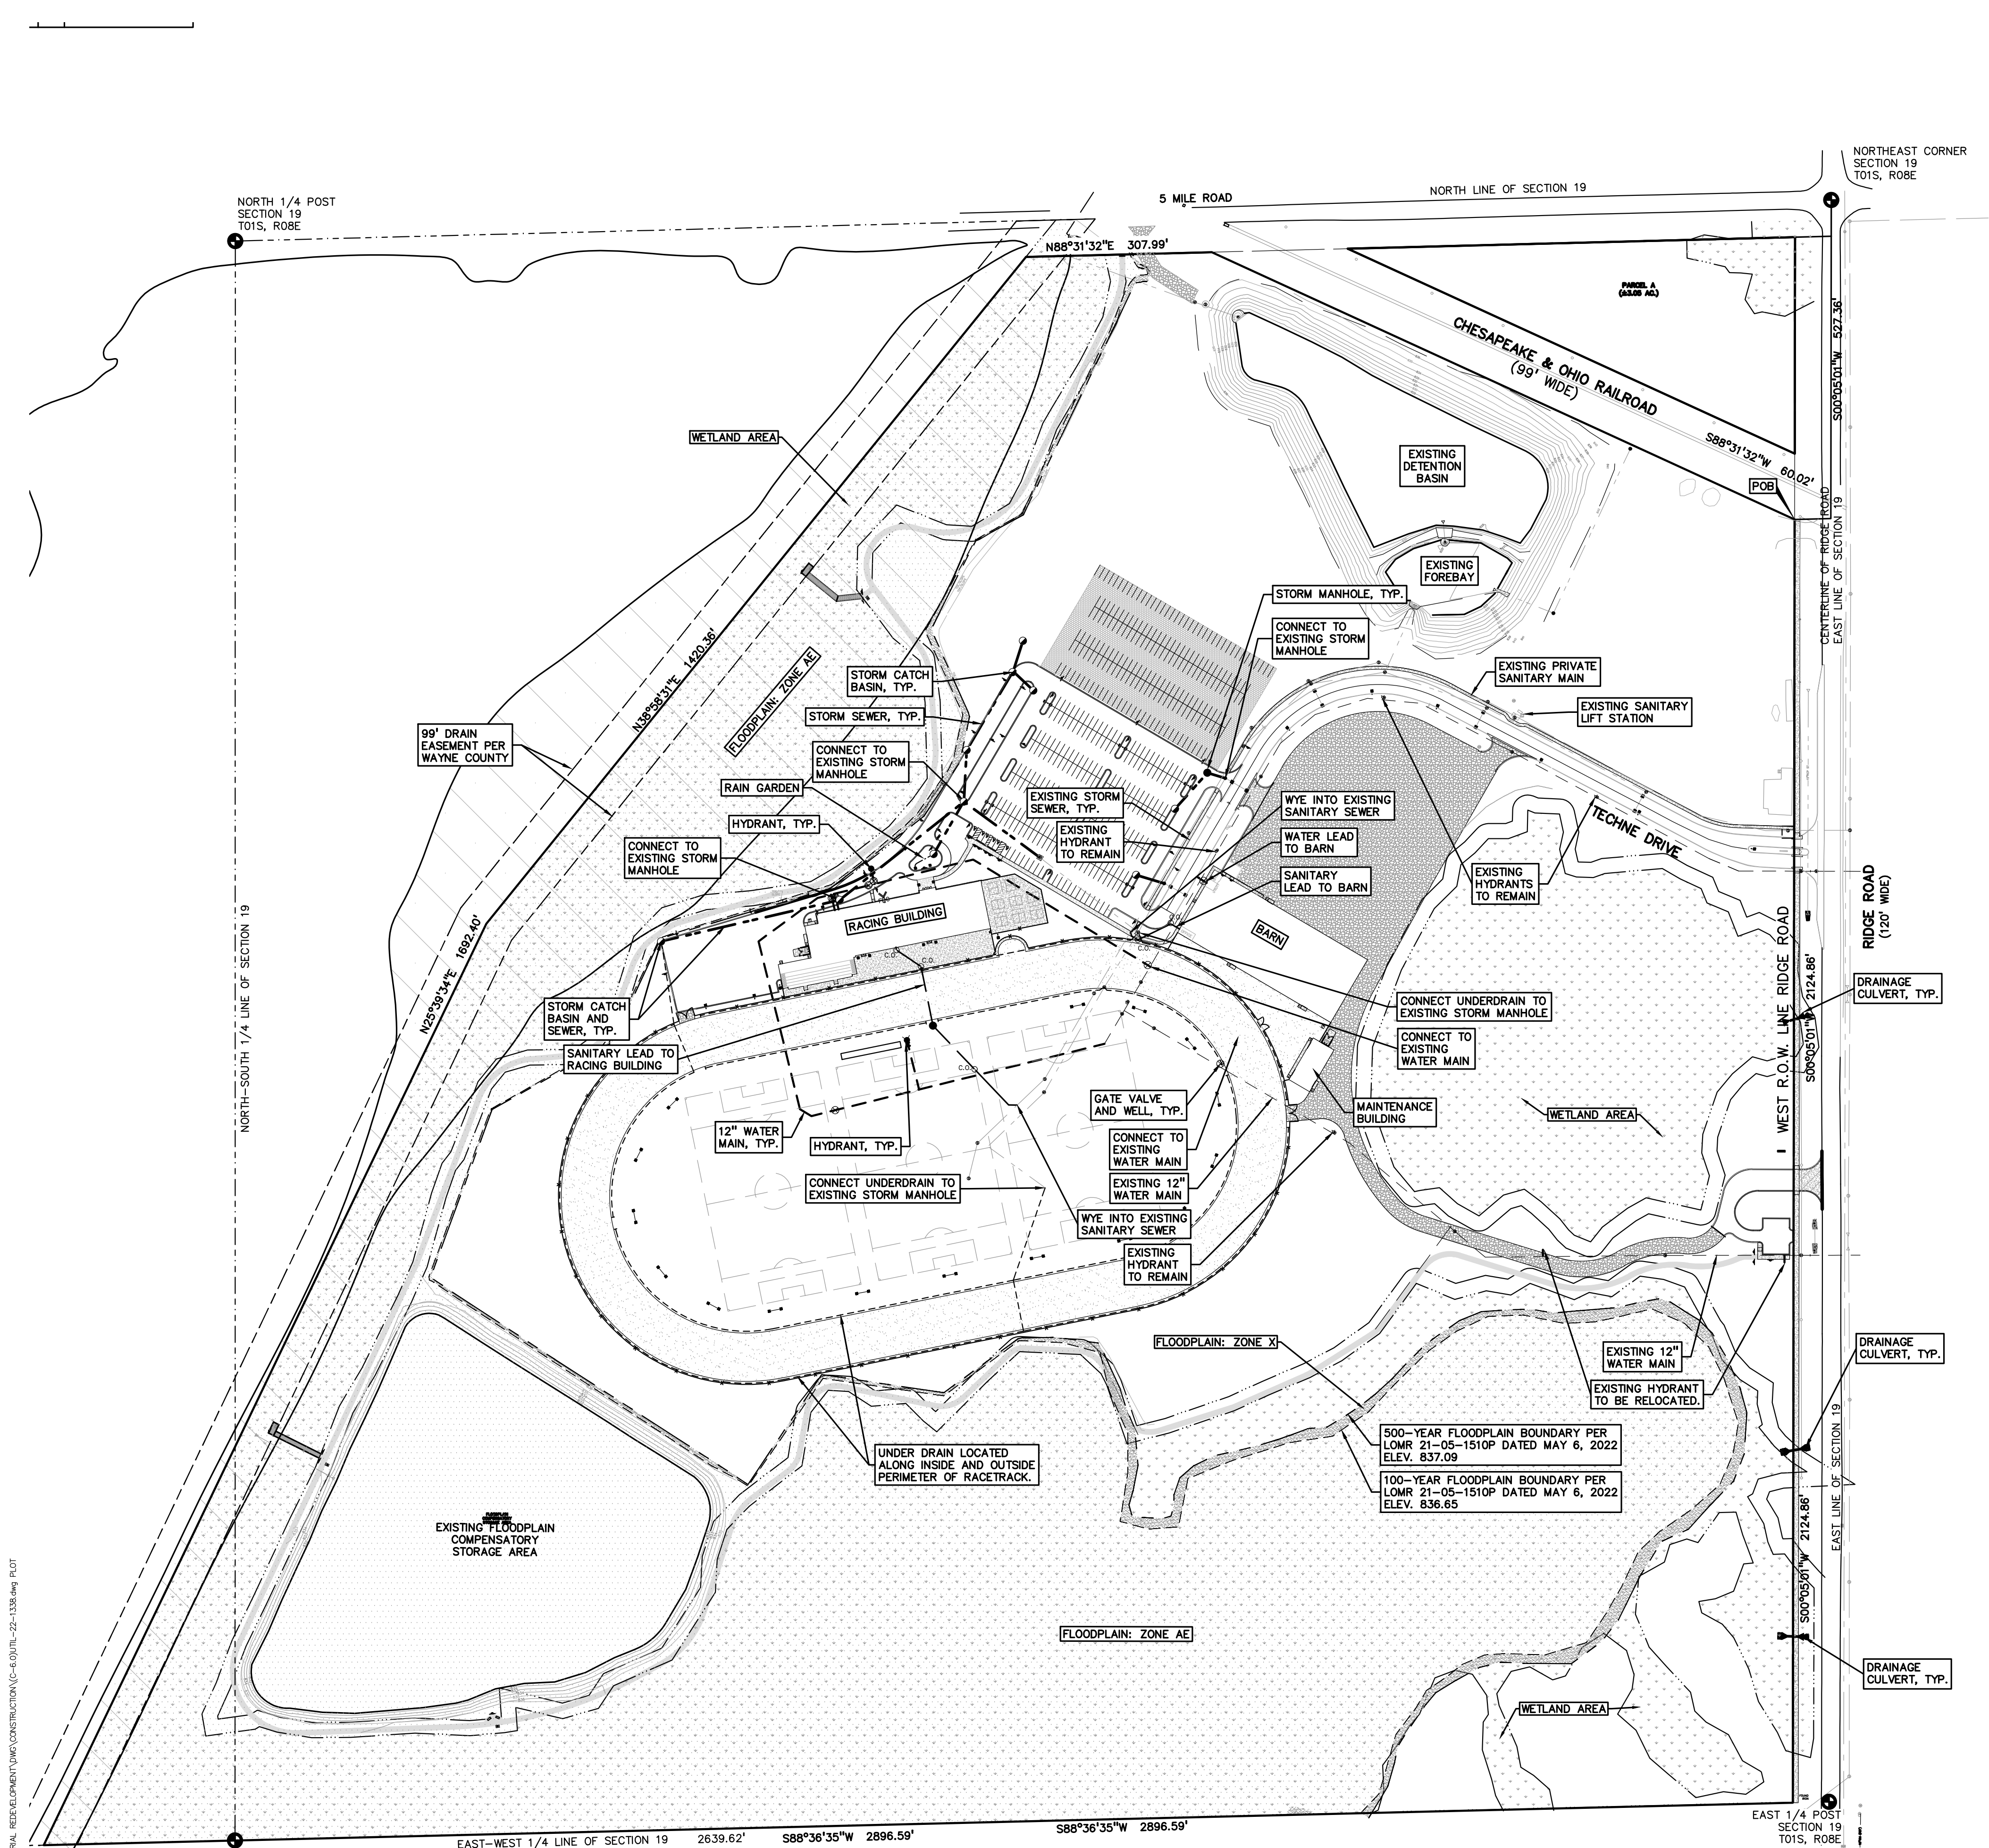 NORTHEAST CORNER
SECTION 19
T01S, R08E
NORTH 1/4 POST
SECTION 19
T01S, R08E
5 MILE ROAD
NORTH LINE OF SECTION 19
N88°31'32"E 307.99'
PARCEL A
(±3.05 AC.)
CHESAPEAKE & OHIO RAILROAD
(99' WIDE)
S00°05'01"W 527.36'
S88°31'32"W 60.02'
POB
WETLAND AREA
EXISTING
DETENTION
BASIN
EXISTING
FOREBAY
CENTERLINE OF RIDGE ROAD
EAST LINE OF SECTION 19
STORM MANHOLE, TYP.
CONNECT TO
EXISTING STORM
MANHOLE
EXISTING PRIVATE
SANITARY MAIN
EXISTING SANITARY
LIFT STATION
N38°58'31"E 1420.36'
FLOODPLAIN: ZONE AE
STORM CATCH
BASIN, TYP.
STORM SEWER, TYP.
99' DRAIN
EASEMENT PER
WAYNE COUNTY
CONNECT TO
EXISTING STORM
MANHOLE
RAIN GARDEN
HYDRANT, TYP.
EXISTING STORM
SEWER, TYP.
EXISTING
HYDRANT
TO REMAIN
WYE INTO EXISTING
SANITARY SEWER
WATER LEAD
TO BARN
SANITARY
LEAD TO BARN
TECHNE DRIVE
EXISTING
HYDRANTS
TO REMAIN
CONNECT TO
EXISTING STORM
MANHOLE
RACING BUILDING
BARN
C.O.
C.O.
C.O.
RIDGE ROAD
(120' WIDE)
WEST R.O.W. LINE RIDGE ROAD
S00°05'01"W 2124.86'
NORTH-SOUTH 1/4 LINE OF SECTION 19
N25°39'34"E 1692.40'
DRAINAGE
CULVERT, TYP.
STORM CATCH
BASIN AND
SEWER, TYP.
CONNECT UNDERDRAIN TO
EXISTING STORM MANHOLE
SANITARY LEAD TO
RACING BUILDING
CONNECT TO
EXISTING
WATER MAIN
C.O.
GATE VALVE
AND WELL, TYP.
MAINTENANCE
BUILDING
WETLAND AREA
12" WATER
MAIN, TYP.
HYDRANT, TYP.
CONNECT TO
EXISTING
WATER MAIN
CONNECT UNDERDRAIN TO
EXISTING STORM MANHOLE
EXISTING 12"
WATER MAIN
WYE INTO EXISTING
SANITARY SEWER
EXISTING
HYDRANT
TO REMAIN
FLOODPLAIN: ZONE X
EXISTING 12"
WATER MAIN
DRAINAGE
CULVERT, TYP.
EXISTING HYDRANT
TO BE RELOCATED.
UNDER DRAIN LOCATED
ALONG INSIDE AND OUTSIDE
PERIMETER OF RACETRACK.
500-YEAR FLOODPLAIN BOUNDARY PER
LOMR 21-05-1510P DATED MAY 6, 2022
ELEV. 837.09
100-YEAR FLOODPLAIN BOUNDARY PER
LOMR 21-05-1510P DATED MAY 6, 2022
ELEV. 836.65
EAST LINE OF SECTION 19
S00°05'01"W 2124.86'
EXISTING FLOODPLAIN
COMPENSATORY
STORAGE AREA
FLOODPLAIN: ZONE AE
DRAINAGE
CULVERT, TYP.
WETLAND AREA
EAST 1/4 POST
SECTION 19
T01S, R08E
EAST-WEST 1/4 LINE OF SECTION 19 2639.62'
S88°36'35"W 2896.59'
S88°36'35"W 2896.59'
RIAL REDEVELOPMENT\DWG\CONSTRUCTION\(C-6.0)UTIL-22-1338.dwg PLOT